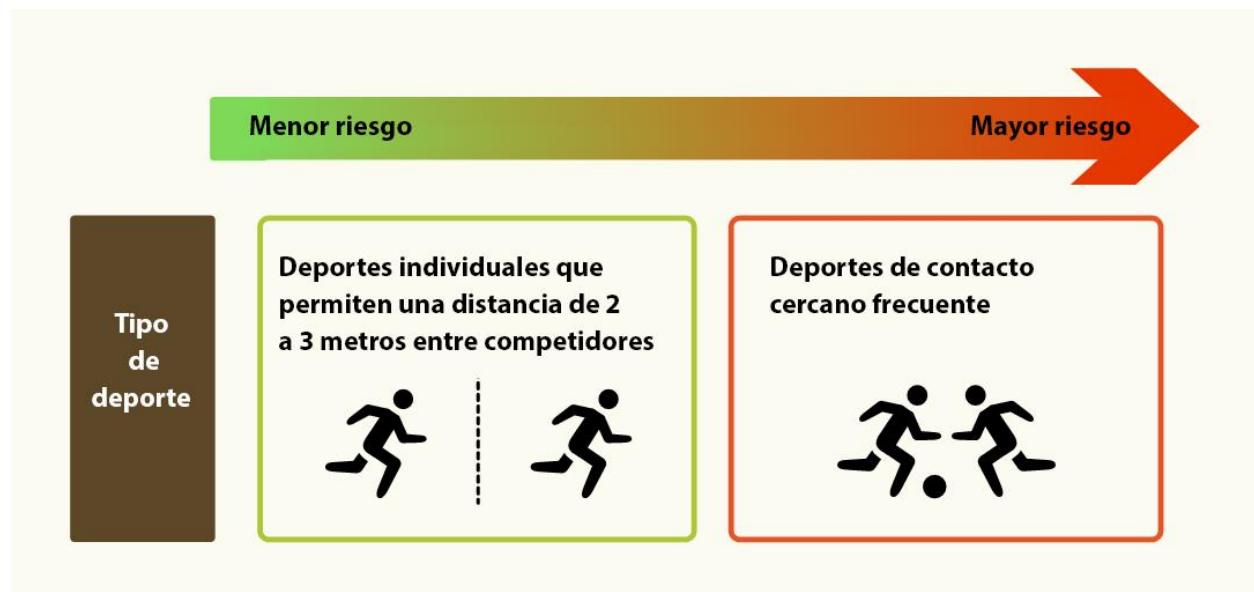 Menor riesgo
Mayor riesgo
Tipo
de
deporte
Deportes individuales que
permiten una distancia de 2
a 3 metros entre competidores
Deportes de contacto
cercano frecuente